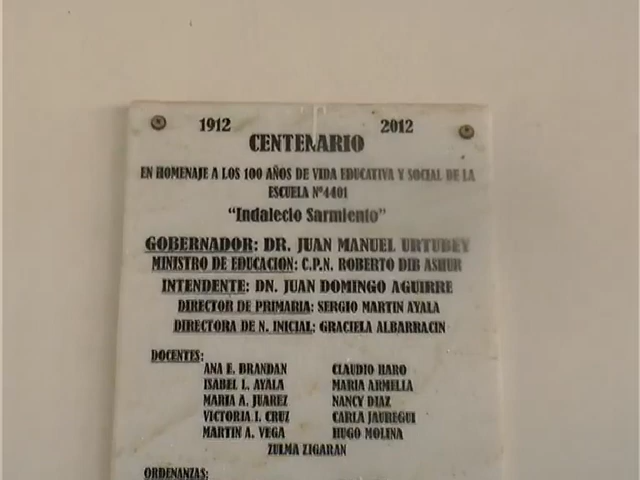 1912 2012
CENTENARIO
EN HOMENAJE A LOS 100 AÑOS DE VIDA EDUCATIVA Y SOCIAL DE LA
ESCUELA Nº4401
“Indalecio Sarmiento”
GOBERNADOR: DR. JUAN MANUEL URTUBEY
MINISTRO DE EDUCACION: C.P.N. ROBERTO DIB ASHUR
INTENDENTE: DN. JUAN DOMINGO AGUIRRE
DIRECTOR DE PRIMARIA: SERGIO MARTIN AYALA
DIRECTORA DE N. INICIAL: GRACIELA ALBARRACIN
DOCENTES:
ANA E. BRANDAN CLAUDIO HARO
ISABEL L. AYALA MARIA ARMELLA
MARIA A. JUAREZ NANCY DIAZ
VICTORIA I. CRUZ CARLA JAUREGUI
MARTIN A. VEGA HUGO MOLINA
ZULMA ZIGARAN
ORDENANZAS: